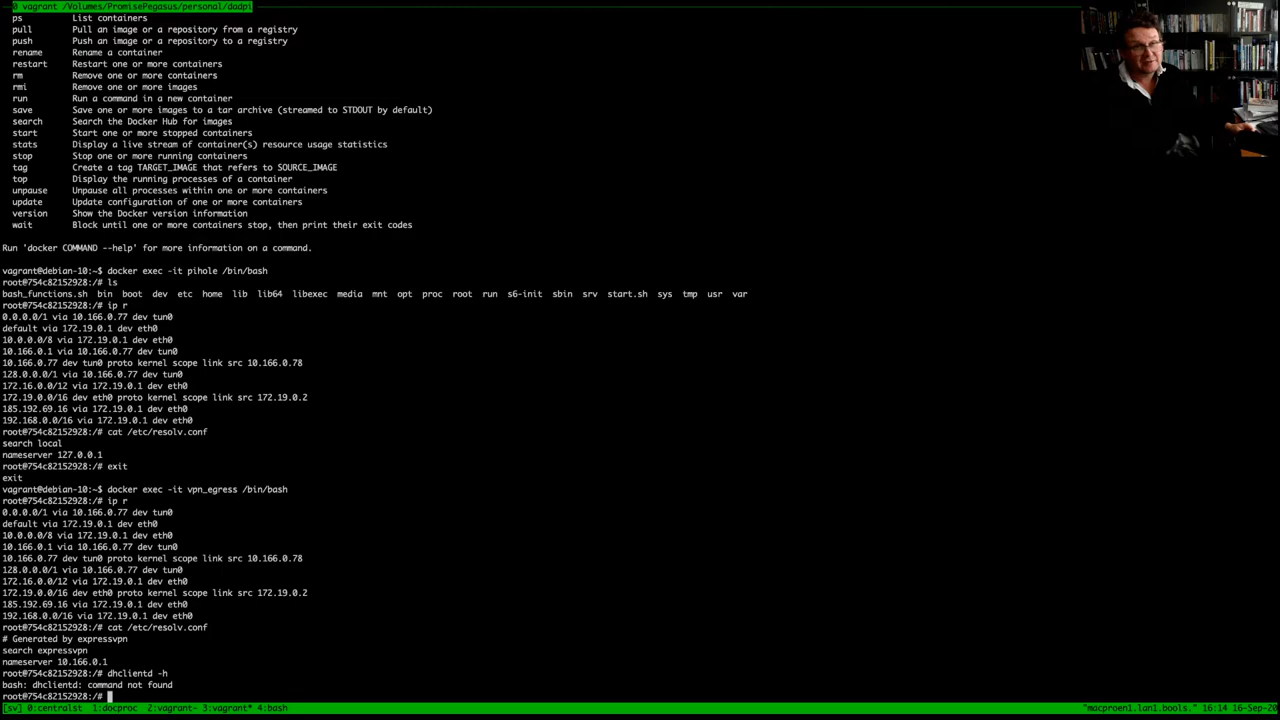 0 vagrant /Volumes/PromisePegasus/personal/dadpi
ps List containers
pull Pull an image or a repository from a registry
push Push an image or a repository to a registry
rename Rename a container
restart Restart one or more containers
rm Remove one or more containers
rmi Remove one or more images
run Run a command in a new container
save Save one or more images to a tar archive (streamed to STDOUT by default)
search Search the Docker Hub for images
start Start one or more stopped containers
stats Display a live stream of container(s) resource usage statistics
stop Stop one or more running containers
tag Create a tag TARGET_IMAGE that refers to SOURCE_IMAGE
top Display the running processes of a container
unpause Unpause all processes within one or more containers
update Update configuration of one or more containers
version Show the Docker version information
wait Block until one or more containers stop, then print their exit codes
Run 'docker COMMAND --help' for more information on a command.
vagrant@debian-10:~$ docker exec -it pihole /bin/bash
root@754c82152928:/# ls
bash_functions.sh bin boot dev etc home lib lib64 libexec media mnt opt proc root run s6-init sbin srv start.sh sys tmp usr var
root@754c82152928:/# ip r
0.0.0.0/1 via 10.166.0.77 dev tun0
default via 172.19.0.1 dev eth0
10.0.0.0/8 via 172.19.0.1 dev eth0
10.166.0.1 via 10.166.0.77 dev tun0
10.166.0.77 dev tun0 proto kernel scope link src 10.166.0.78
128.0.0.0/1 via 10.166.0.77 dev tun0
172.16.0.0/12 via 172.19.0.1 dev eth0
172.19.0.0/16 dev eth0 proto kernel scope link src 172.19.0.2
185.192.69.16 via 172.19.0.1 dev eth0
192.168.0.0/16 via 172.19.0.1 dev eth0
root@754c82152928:/# cat /etc/resolv.conf
search local
nameserver 127.0.0.1
root@754c82152928:/# exit
exit
vagrant@debian-10:~$ docker exec -it vpn_egress /bin/bash
root@754c82152928:/# ip r
0.0.0.0/1 via 10.166.0.77 dev tun0
default via 172.19.0.1 dev eth0
10.0.0.0/8 via 172.19.0.1 dev eth0
10.166.0.1 via 10.166.0.77 dev tun0
10.166.0.77 dev tun0 proto kernel scope link src 10.166.0.78
128.0.0.0/1 via 10.166.0.77 dev tun0
172.16.0.0/12 via 172.19.0.1 dev eth0
172.19.0.0/16 dev eth0 proto kernel scope link src 172.19.0.2
185.192.69.16 via 172.19.0.1 dev eth0
192.168.0.0/16 via 172.19.0.1 dev eth0
root@754c82152928:/# cat /etc/resolv.conf
# Generated by expressvpn
search expressvpn
nameserver 10.166.0.1
root@754c82152928:/# dhclientd -h
bash: dhclientd: command not found
root@754c82152928:/#
[sv] 0:centralst 1:docproc 2:vagrant- 3:vagrant* 4:bash "macproen1.lan1.bools." 16:14 16-Sep-20